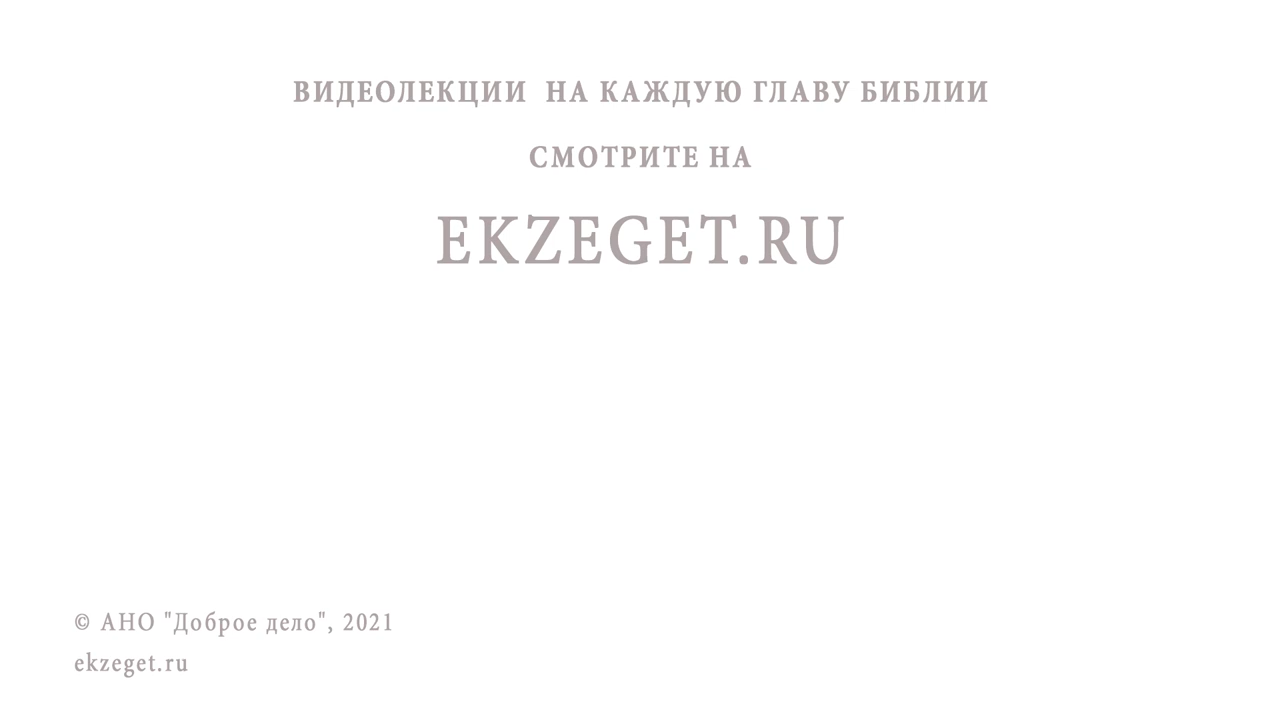 ВИДЕОЛЕКЦИИ НА КАЖДУЮ ГЛАВУ БИБЛИИ
СМОТРИТЕ НА
EKZEGET.RU
© АНО "Доброе дело", 2021
ekzeget.ru